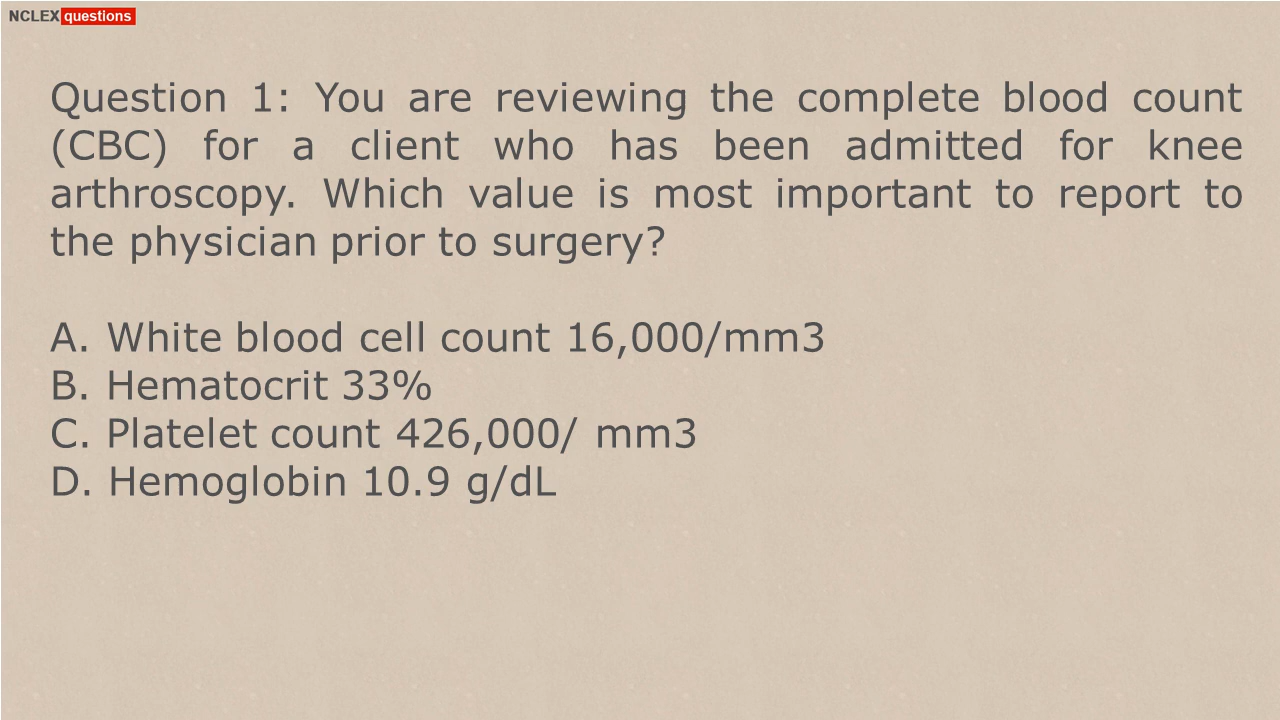 NCLEX questions
Question 1: You are reviewing the complete blood count
(CBC) for a client who has been admitted for knee
arthroscopy. Which value is most important to report to
the physician prior to surgery?
A. White blood cell count 16,000/mm3
B. Hematocrit 33%
C. Platelet count 426,000/ mm3
D. Hemoglobin 10.9 g/dL